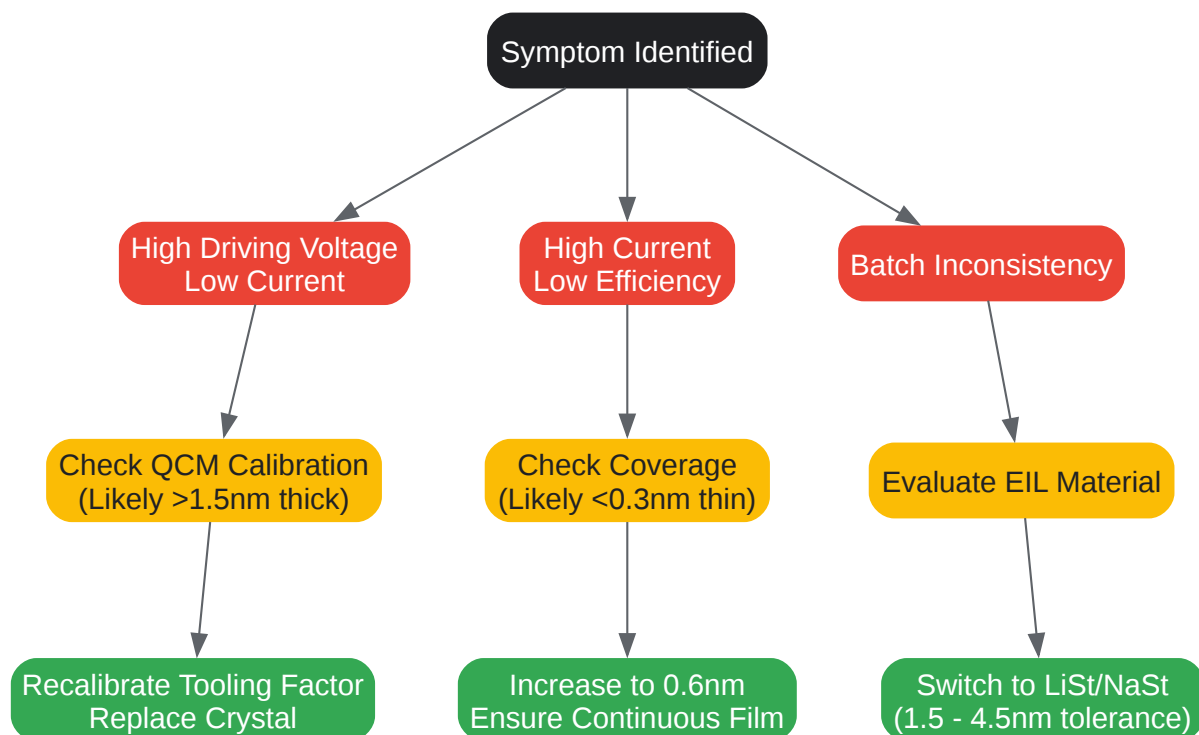 Symptom Identified
High Driving Voltage
Low Current
High Current
Low Efficiency
Batch Inconsistency
Check QCM Calibration
(Likely >1.5nm thick)
Check Coverage
(Likely <0.3nm thin)
Evaluate EIL Material
Recalibrate Tooling Factor
Replace Crystal
Increase to 0.6nm
Ensure Continuous Film
Switch to LiSt/NaSt
(1.5 - 4.5nm tolerance)